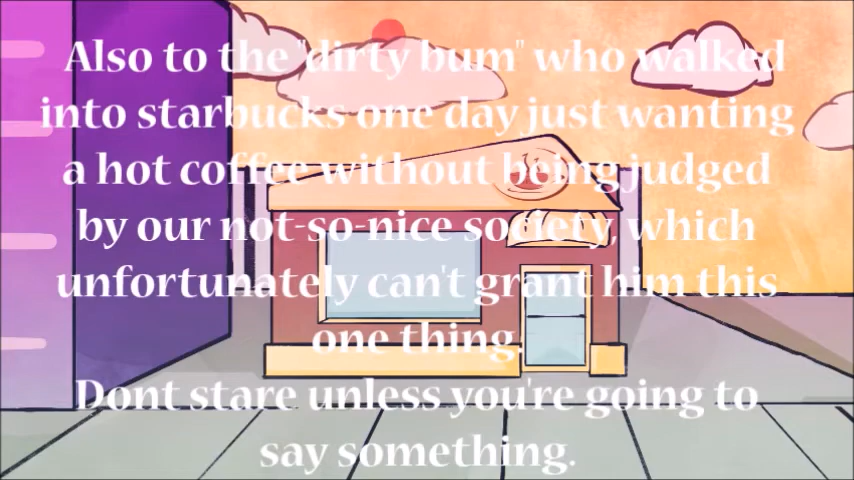 Also to the "dirty bum" who walked
into starbucks one day just wanting
a hot coffee without being judged
by our not-so-nice society, which
unfortunately can't grant him this
one thing.
Dont stare unless you're going to
say something.